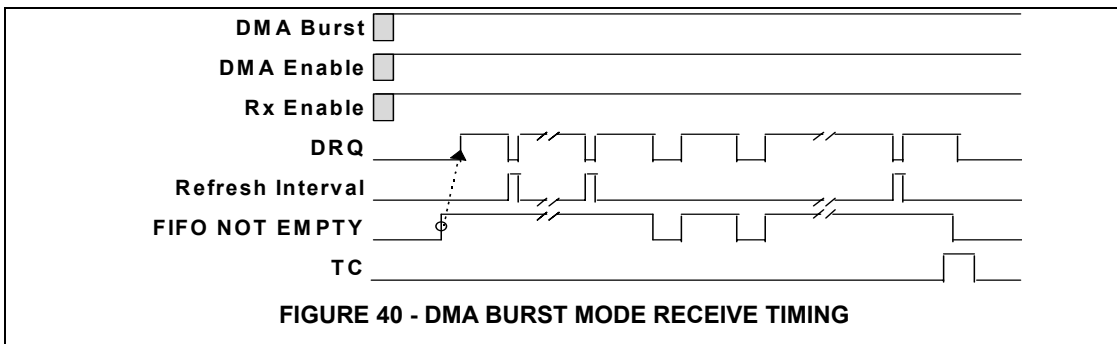 DMA Burst
DMA Enable
Rx Enable
DRQ
Refresh Interval
FIFO NOT EMPTY
TC
FIGURE 40 - DMA BURST MODE RECEIVE TIMING